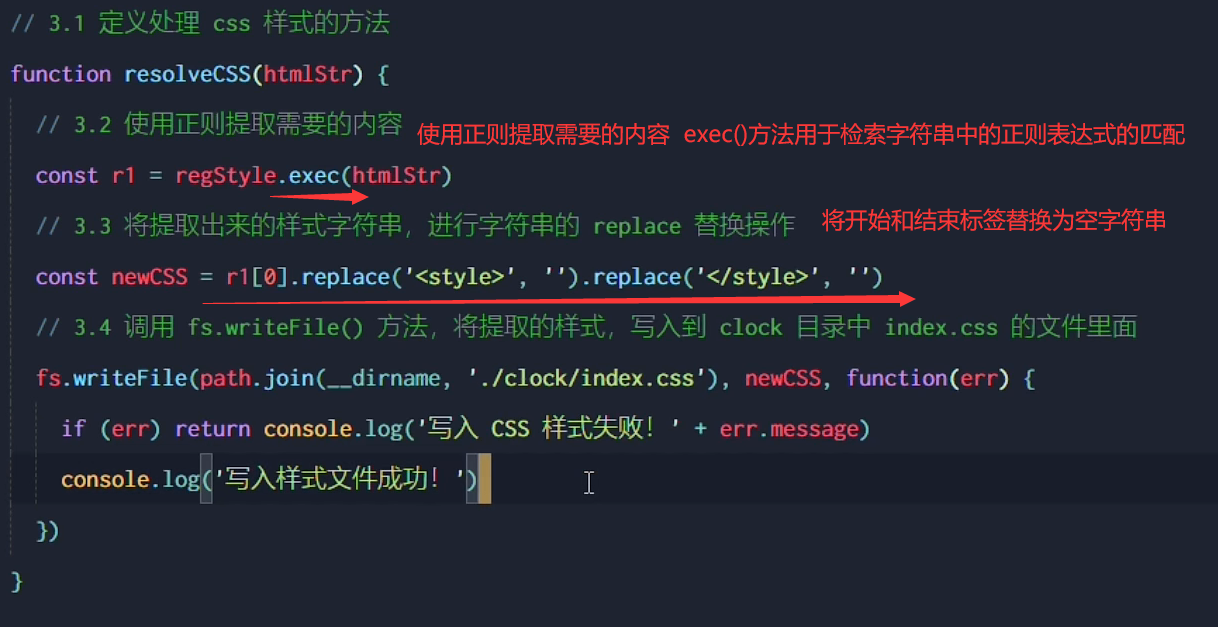 // 3.1 定义处理 css 样式的方法
function resolveCSS(htmlStr) {
// 3.2 使用正则提取需要的内容 使用正则提取需要的内容 exec()方法用于检索字符串中的正则表达式的匹配
const r1 = regStyle.exec(htmlStr)
// 3.3 将提取出来的样式字符串，进行字符串的 replace 替换操作 将开始和结束标签替换为空字符串
const newCSS = r1[0].replace('<style>', '').replace('</style>', '')
// 3.4 调用 fs.writeFile() 方法，将提取的样式，写入到 clock 目录中 index.css 的文件里面
fs.writeFile(path.join(__dirname, './clock/index.css'), newCSS, function(err) {
if (err) return console.log('写入 CSS 样式失败！' + err.message)
console.log('写入样式文件成功！')
})
}